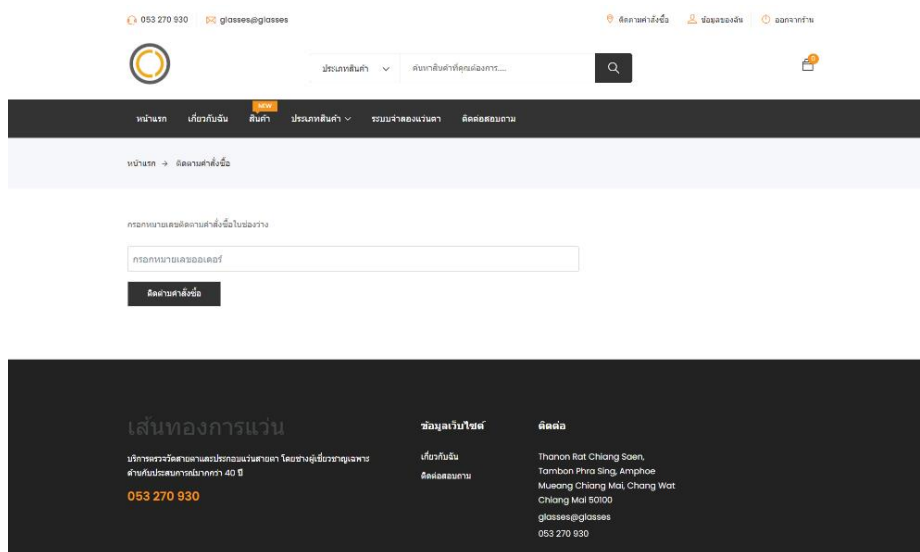 053 270 930 glasses@glasses ติดตามคำสั่งซื้อ ข้อมูลของฉัน ออกจากร้าน
ประเภทสินค้า ค้นหาสินค้าที่คุณต้องการ.... 0
NEW
หน้าแรก เกี่ยวกับฉัน สินค้า ประเภทสินค้า ระบบจำลองแว่นตา ติดต่อสอบถาม
หน้าแรก → ติดตามคำสั่งซื้อ
กรอกหมายเลขติดตามคำสั่งซื้อในช่องว่าง
กรอกหมายเลขออเดอร์
ติดตามคำสั่งซื้อ
เส้นทองการแว่น
บริการตรวจวัดสายตาและประกอบแว่นสายตา โดยช่างผู้เชี่ยวชาญเฉพาะ
ด้านกับประสบการณ์มากกว่า 40 ปี
053 270 930
ข้อมูลเว็บไซต์
เกี่ยวกับฉัน
ติดต่อสอบถาม
ติดต่อ
Thanon Rat Chiang Saen,
Tambon Phra Sing, Amphoe
Mueang Chiang Mai, Chang Wat
Chiang Mai 50100
glasses@glasses
053 270 930